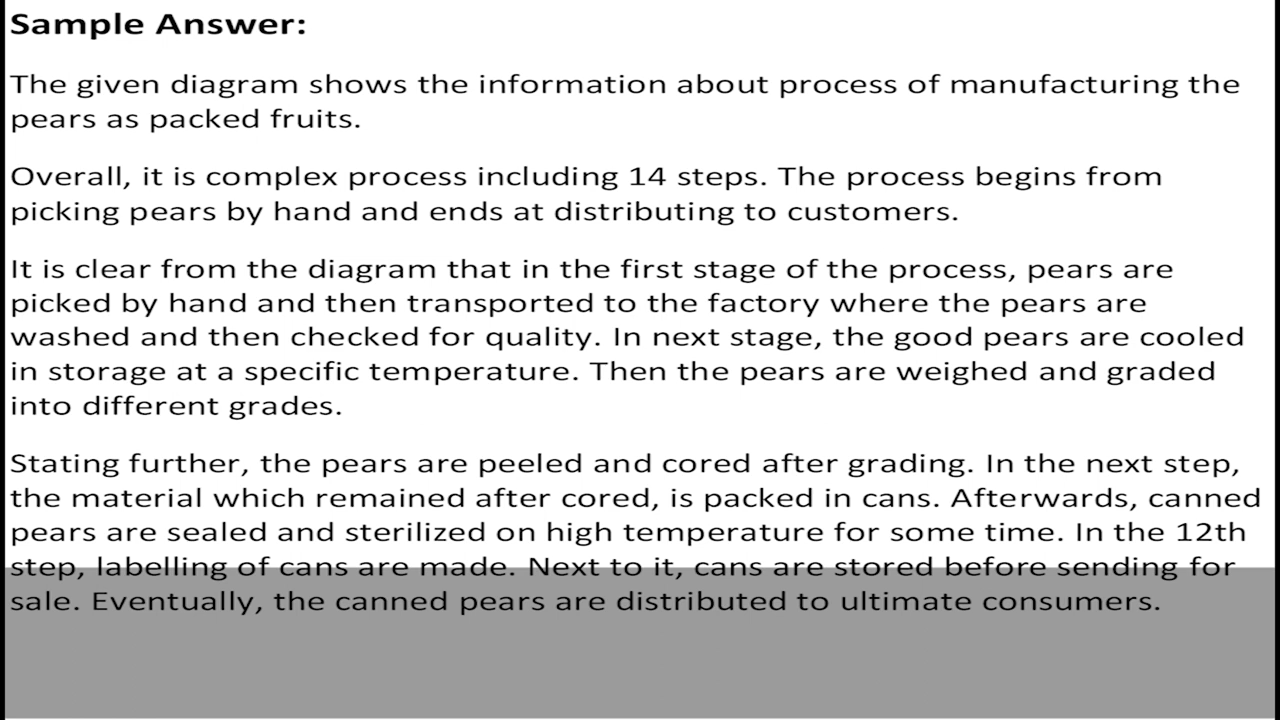 Sample Answer:
The given diagram shows the information about process of manufacturing the
pears as packed fruits.
Overall, it is complex process including 14 steps. The process begins from
picking pears by hand and ends at distributing to customers.
It is clear from the diagram that in the first stage of the process, pears are
picked by hand and then transported to the factory where the pears are
washed and then checked for quality. In next stage, the good pears are cooled
in storage at a specific temperature. Then the pears are weighed and graded
into different grades.
Stating further, the pears are peeled and cored after grading. In the next step,
the material which remained after cored, is packed in cans. Afterwards, canned
pears are sealed and sterilized on high temperature for some time. In the 12th
step, labelling of cans are made. Next to it, cans are stored before sending for
sale. Eventually, the canned pears are distributed to ultimate consumers.